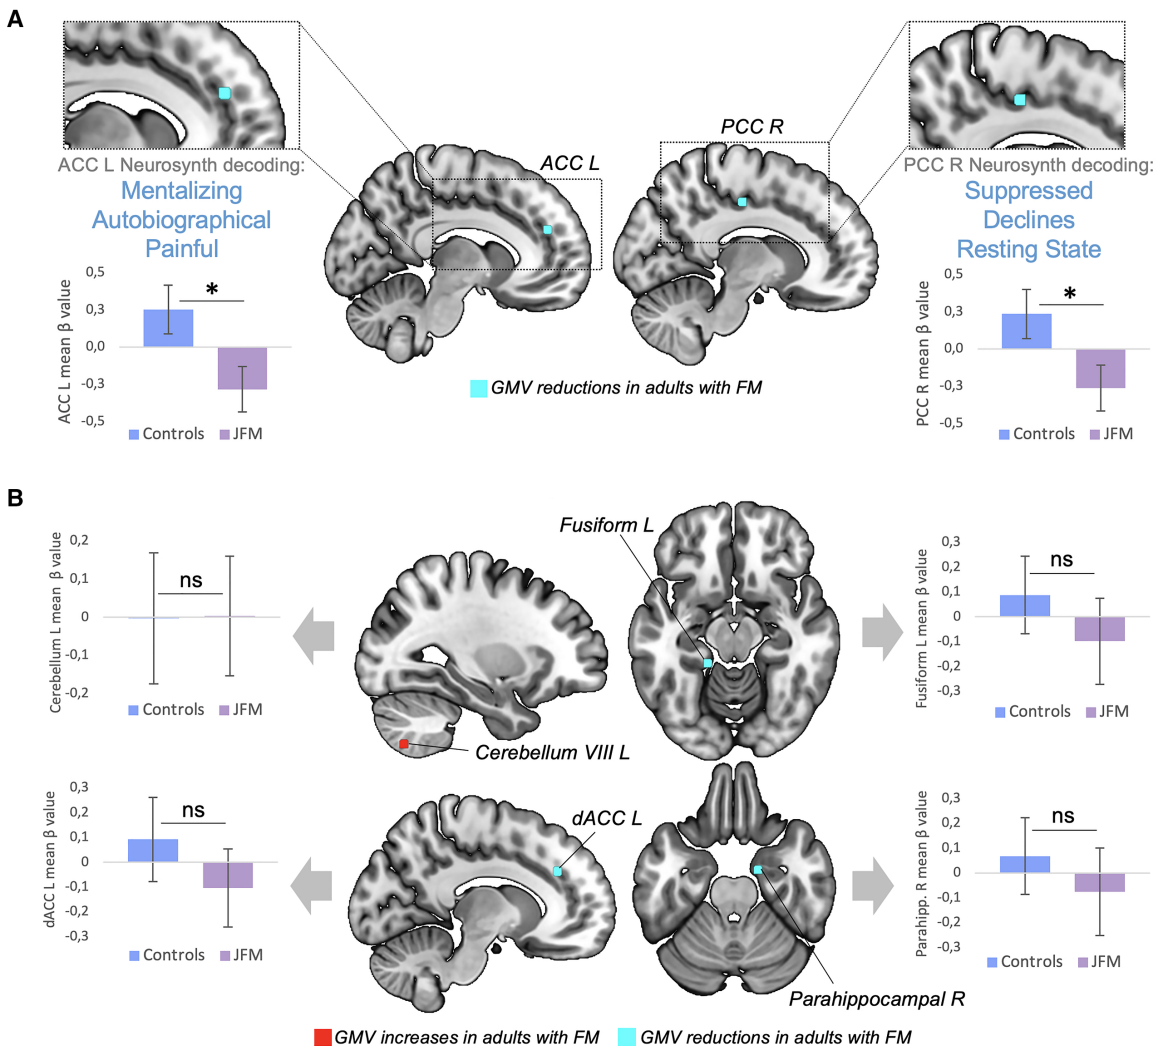 A
ACC L Neurosynth decoding:
Mentalizing
Autobiographical
Painful
ACC L mean β value
0,5
0,3
0,0
-0,3
-0,5
*
Controls
JFM
ACC L
PCC R
GMV reductions in adults with FM
PCC R Neurosynth decoding:
Suppressed
Declines
Resting State
PCC R mean β value
0,5
0,3
0,0
-0,3
-0,5
*
Controls
JFM
B
Cerebellum L mean β value
0,2
0,1
0
-0,1
-0,2
ns
Controls
JFM
Cerebellum VIII L
Fusiform L
Fusiform L mean β value
0,3
0,2
0,1
0
-0,1
-0,2
-0,3
ns
Controls
JFM
dACC L mean β value
0,3
0,2
0,1
0
-0,1
-0,2
-0,3
ns
Controls
JFM
dACC L
Parahippocampal R
Parahipp. R mean β value
0,3
0,2
0,1
0
-0,1
-0,2
-0,3
ns
Controls
JFM
GMV increases in adults with FM
GMV reductions in adults with FM